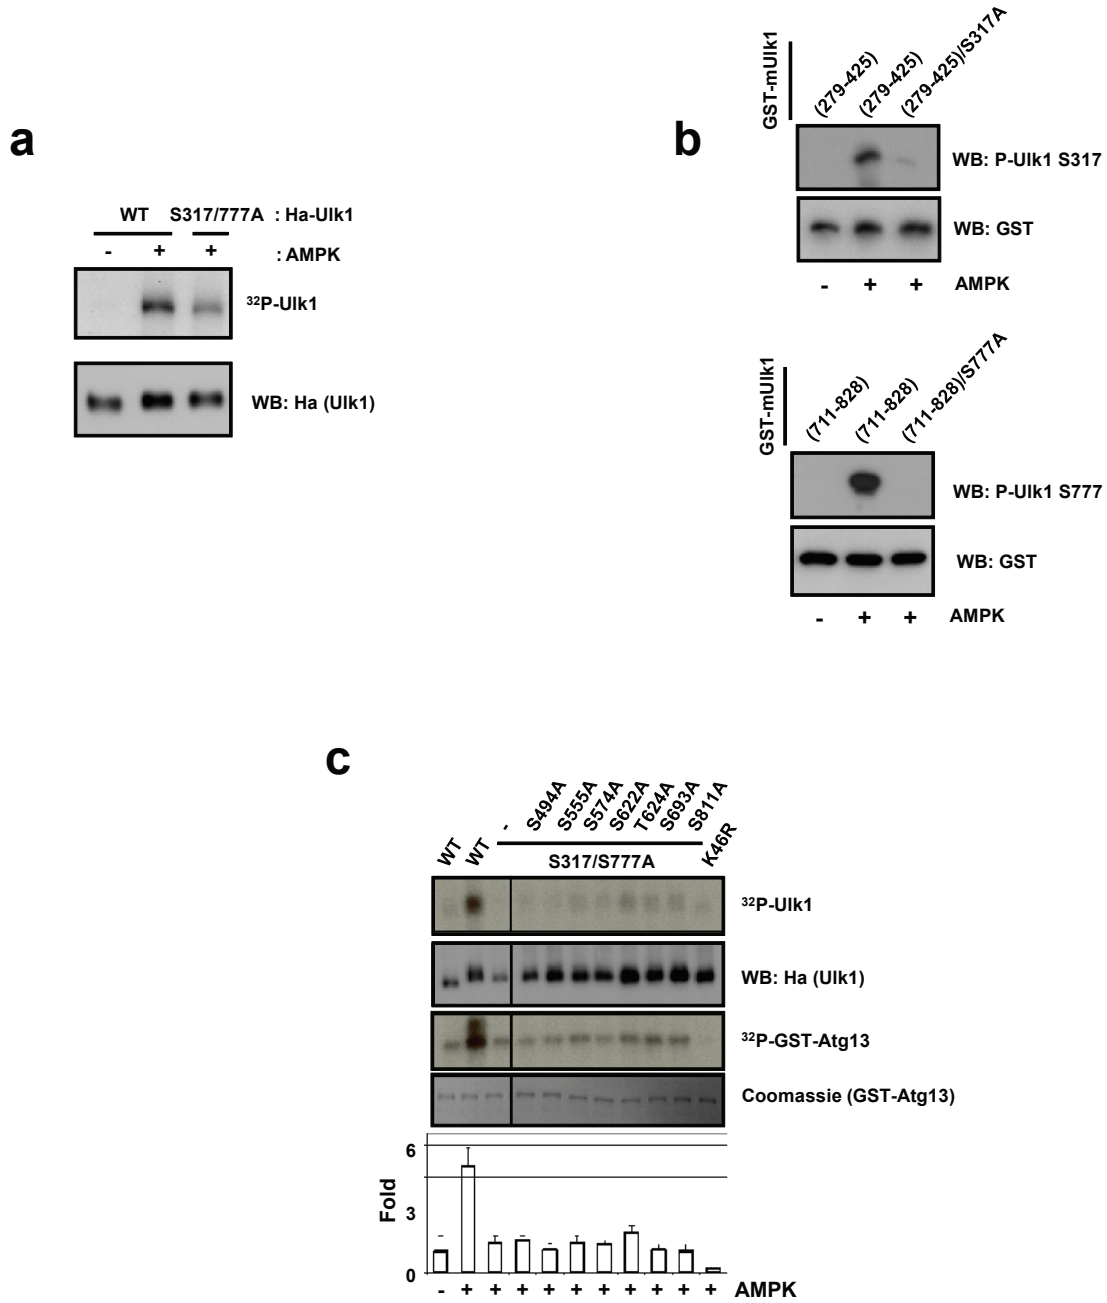 a
WT S317/777A : Ha-Ulk1
- + + : AMPK
32P-Ulk1
WB: Ha (Ulk1)
b
GST-mUlk1
(279-425) (279-425) (279-425)/S317A
WB: P-Ulk1 S317
WB: GST
- + + AMPK
GST-mUlk1
(711-828) (711-828) (711-828)/S777A
WB: P-Ulk1 S777
WB: GST
- + + AMPK
c
WT WT - S494A S555A S574A S622A T624A S693A S811A K46R
S317/S777A
32P-Ulk1
WB: Ha (Ulk1)
32P-GST-Atg13
Coomassie (GST-Atg13)
6
3
0
Fold
- + + + + + + + + + + AMPK